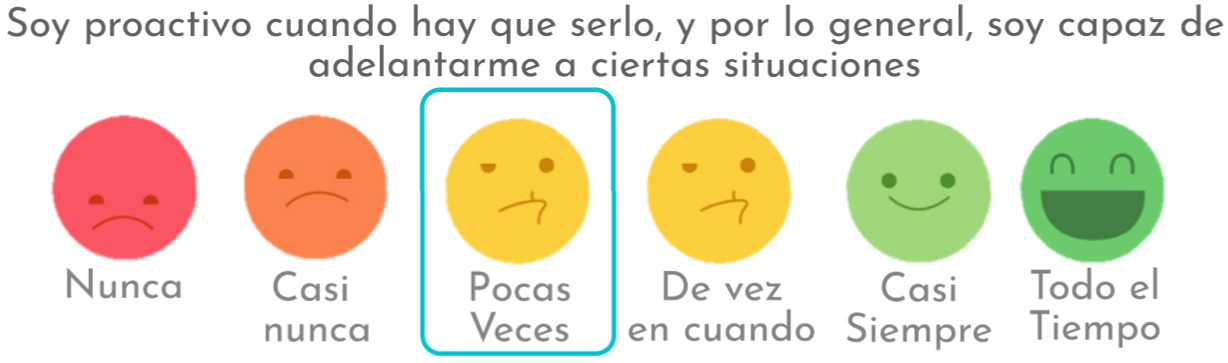 Soy proactivo cuando hay que serlo, y por lo general, soy capaz de
adelantarme a ciertas situaciones
Nunca
Casi
nunca
Pocas
Veces
De vez
en cuando
Casi
Siempre
Todo el
Tiempo